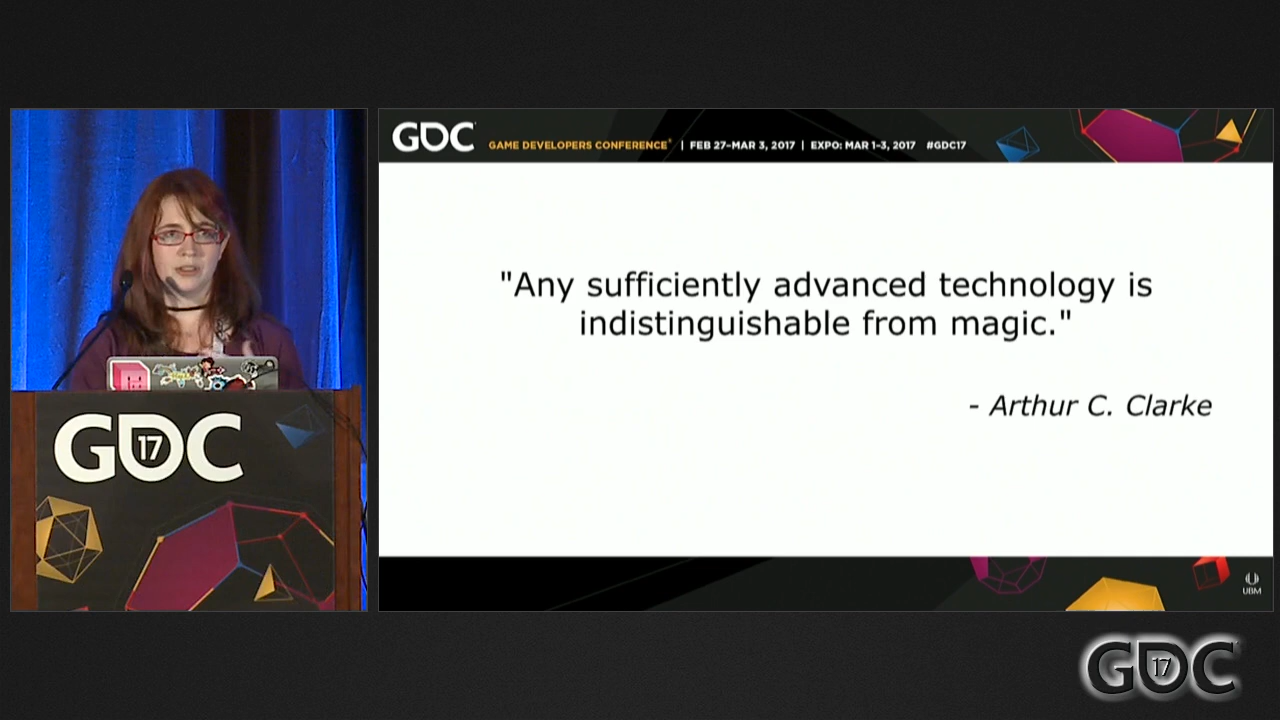 GDC
GAME DEVELOPERS CONFERENCE® | FEB 27–MAR 3, 2017 | EXPO: MAR 1–3, 2017 #GDC17
"Any sufficiently advanced technology is
indistinguishable from magic."
- Arthur C. Clarke
GDC
17
UBM
GDC
17